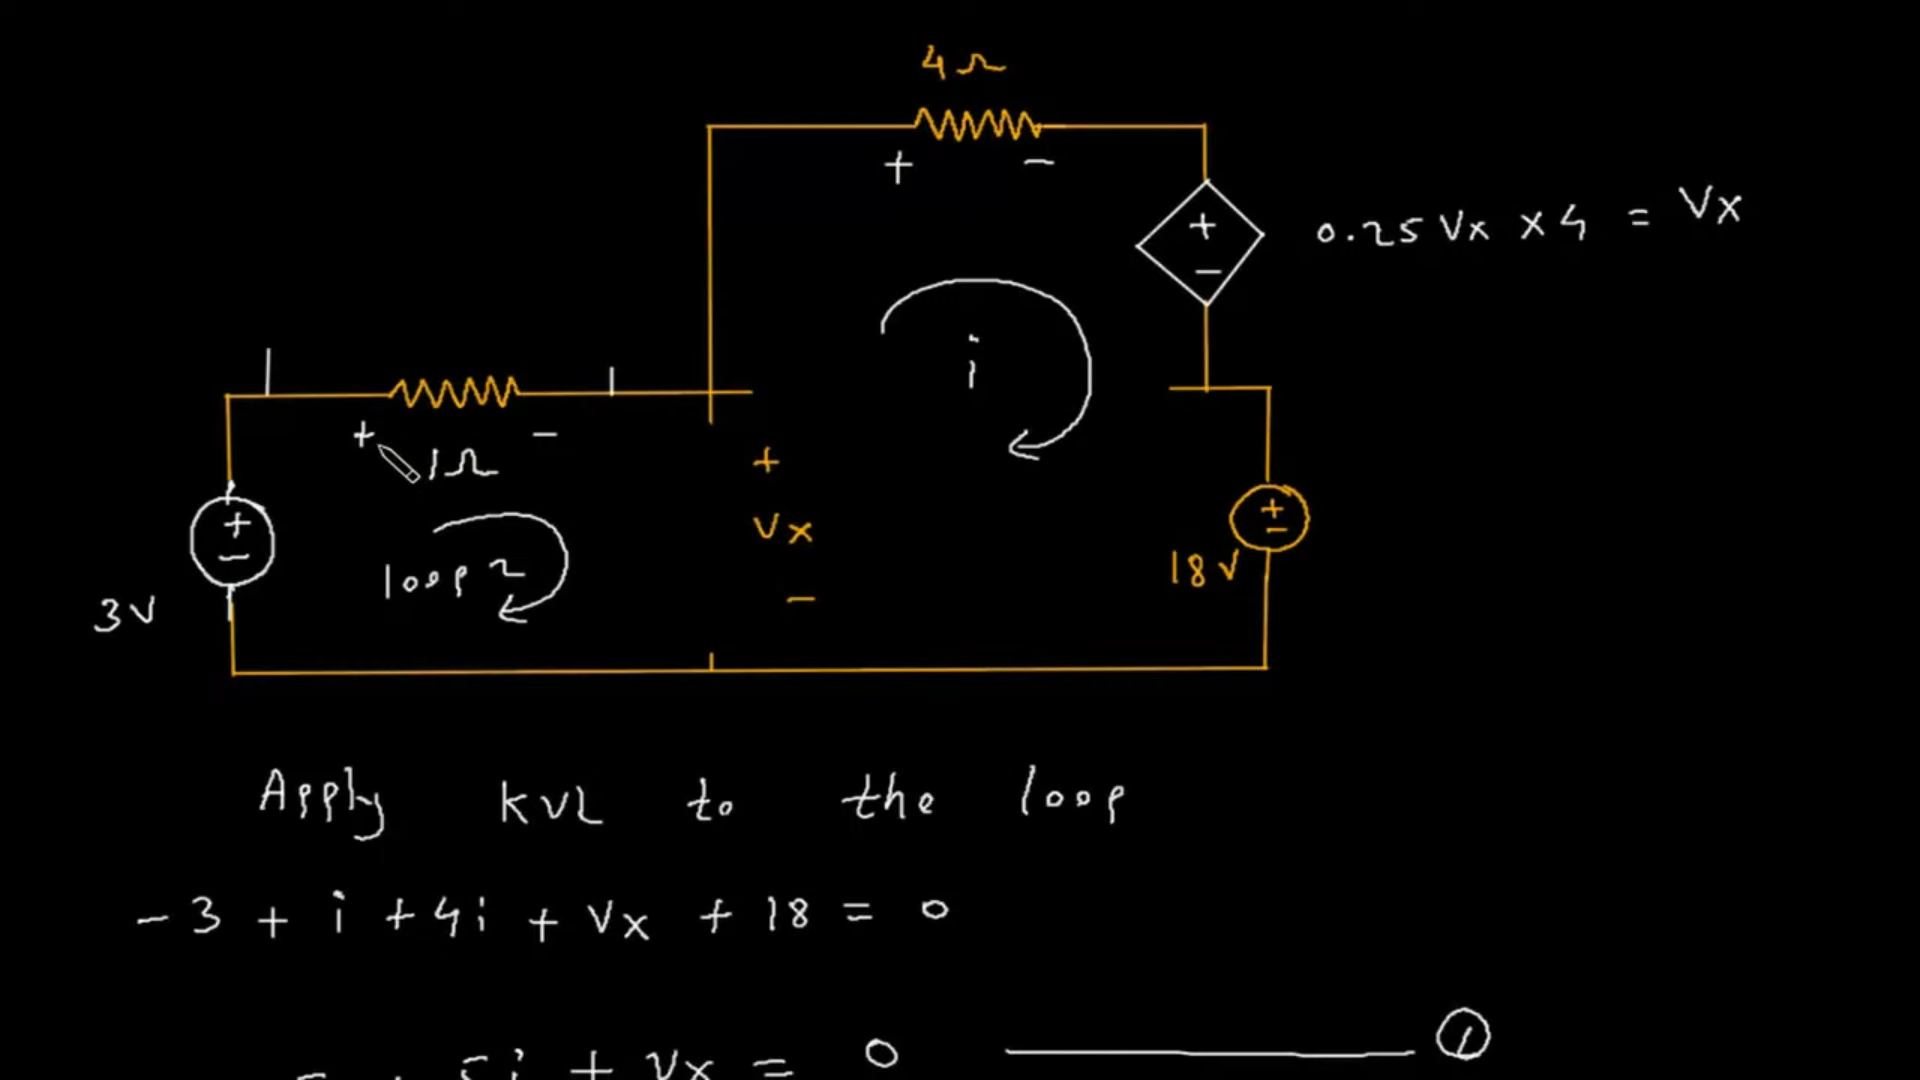 4Ω
+ -
+
-
0.25 Vx x 4 = Vx
i
+ -
1Ω
+
Vx
-
+
-
3V
loop 2
+
-
18V
Apply KVL to the loop
-3 + i + 4i + Vx + 18 = 0
5i + Vx = 0 1